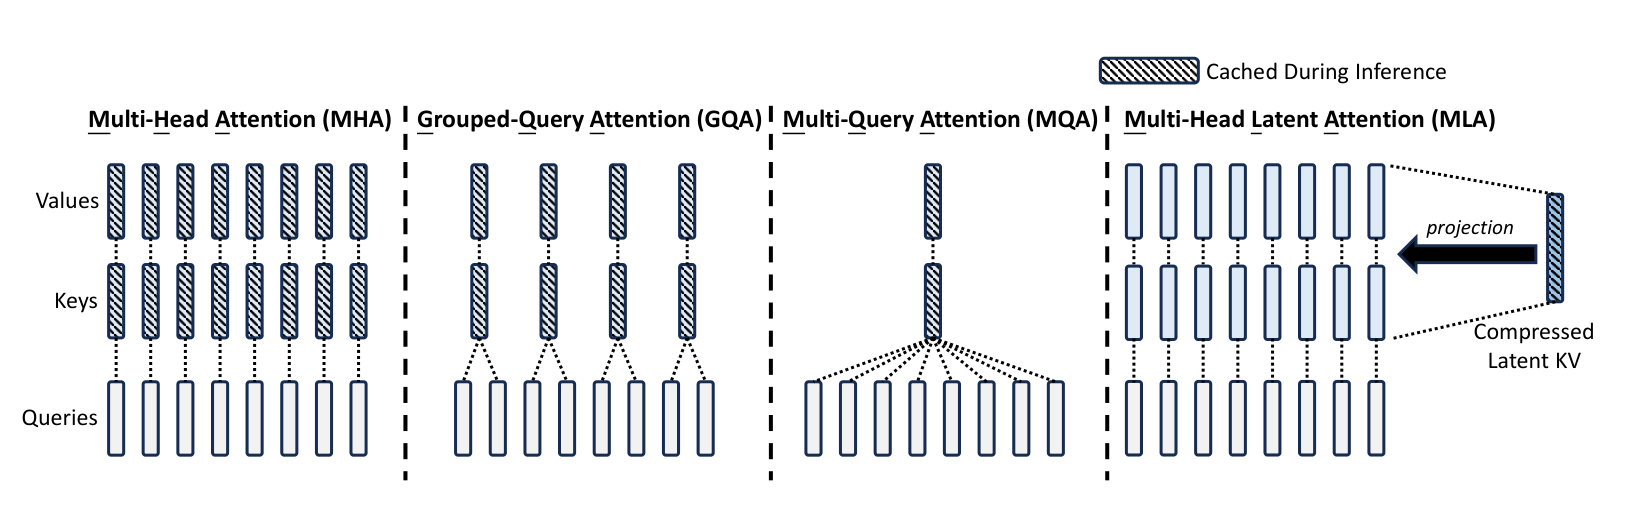 Cached During Inference
Multi-Head Attention (MHA)
Grouped-Query Attention (GQA)
Multi-Query Attention (MQA)
Multi-Head Latent Attention (MLA)
Values
Keys
Queries
projection
Compressed
Latent KV